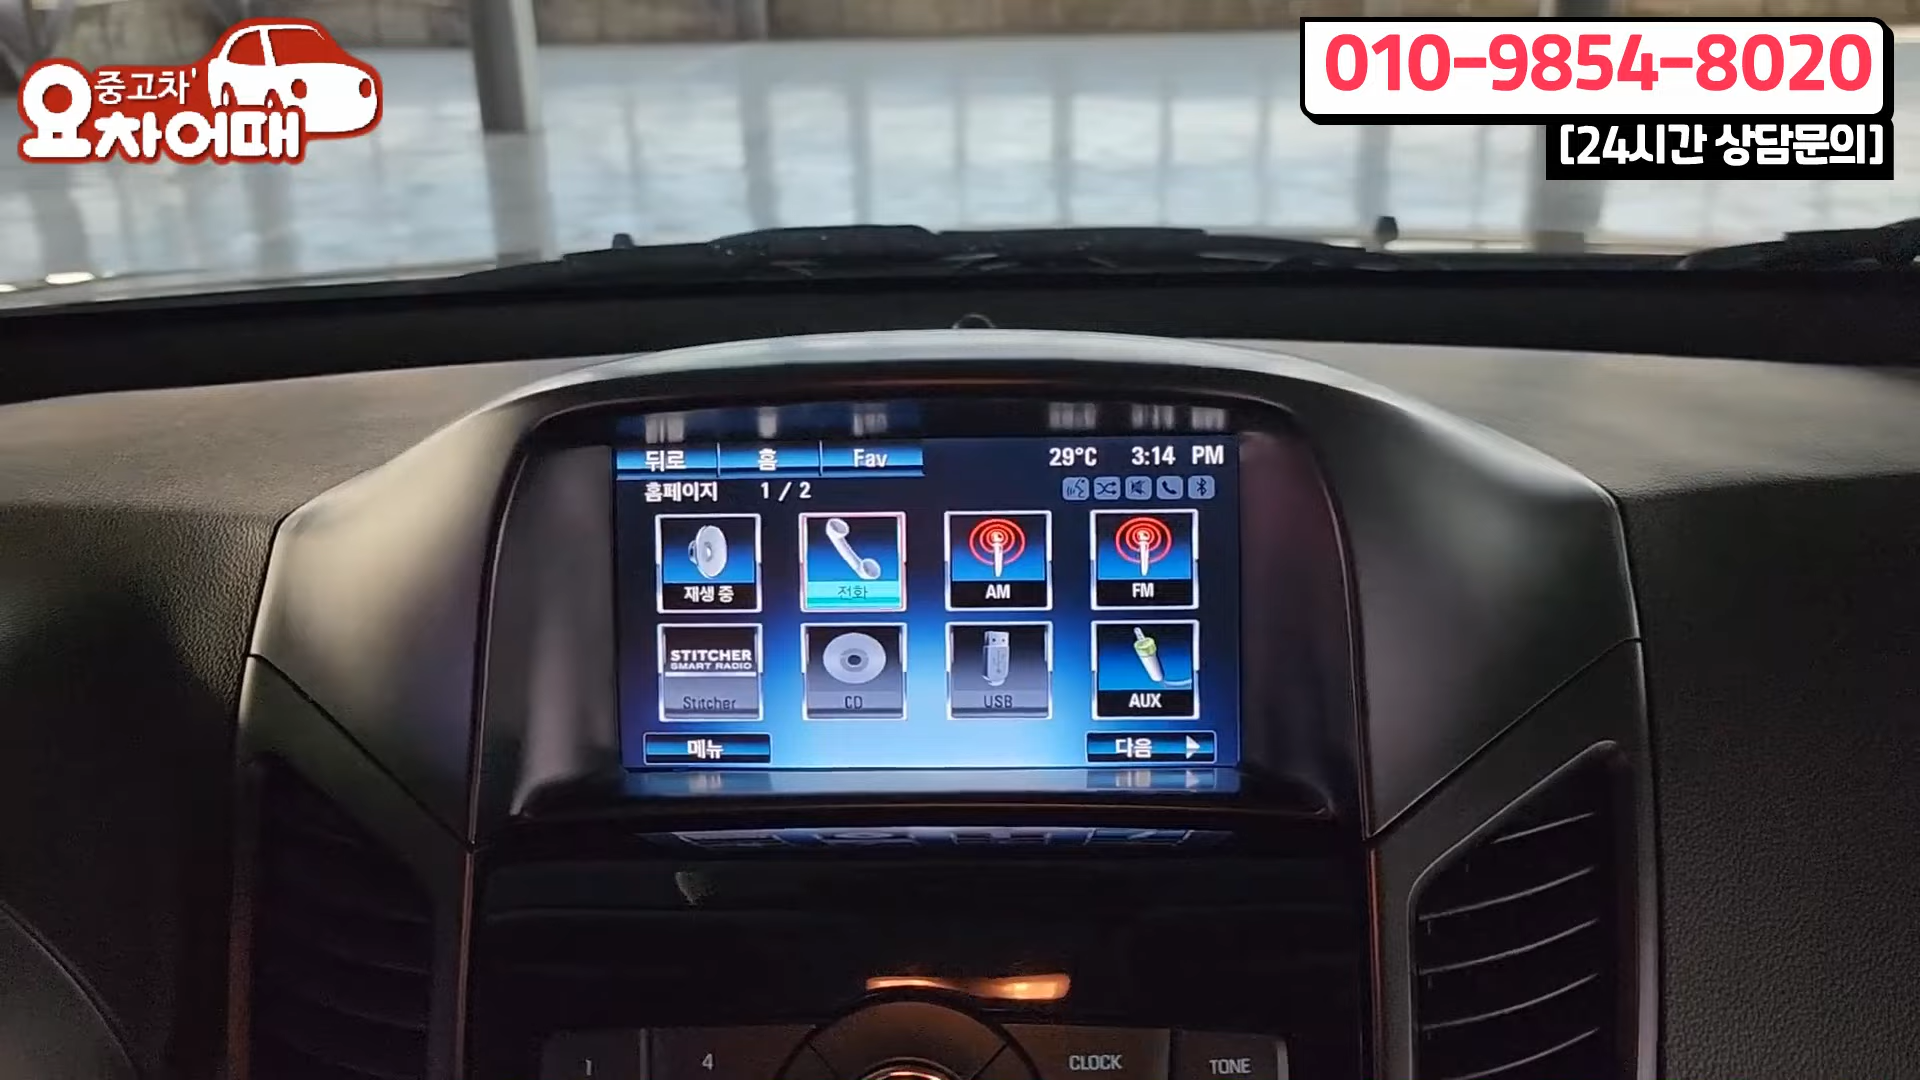 중고차'
요차어때
010-9854-8020
[24시간 상담문의]
뒤로 홈 Fav 29°C 3:14 PM
홈페이지 1 / 2
재생 중 전화 AM FM
STITCHER
SMART RADIO
Stitcher CD USB AUX
메뉴 다음
1 4 CLOCK TONE